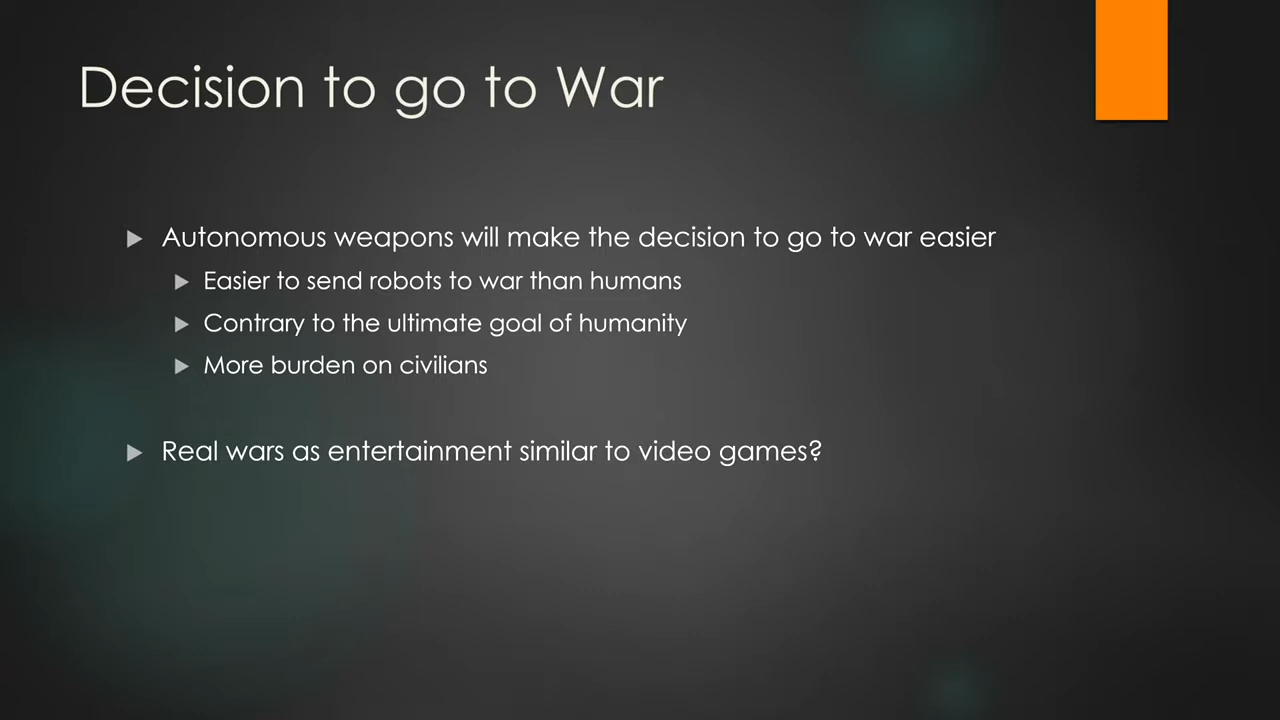 Decision to go to War
Autonomous weapons will make the decision to go to war easier
Easier to send robots to war than humans
Contrary to the ultimate goal of humanity
More burden on civilians
Real wars as entertainment similar to video games?